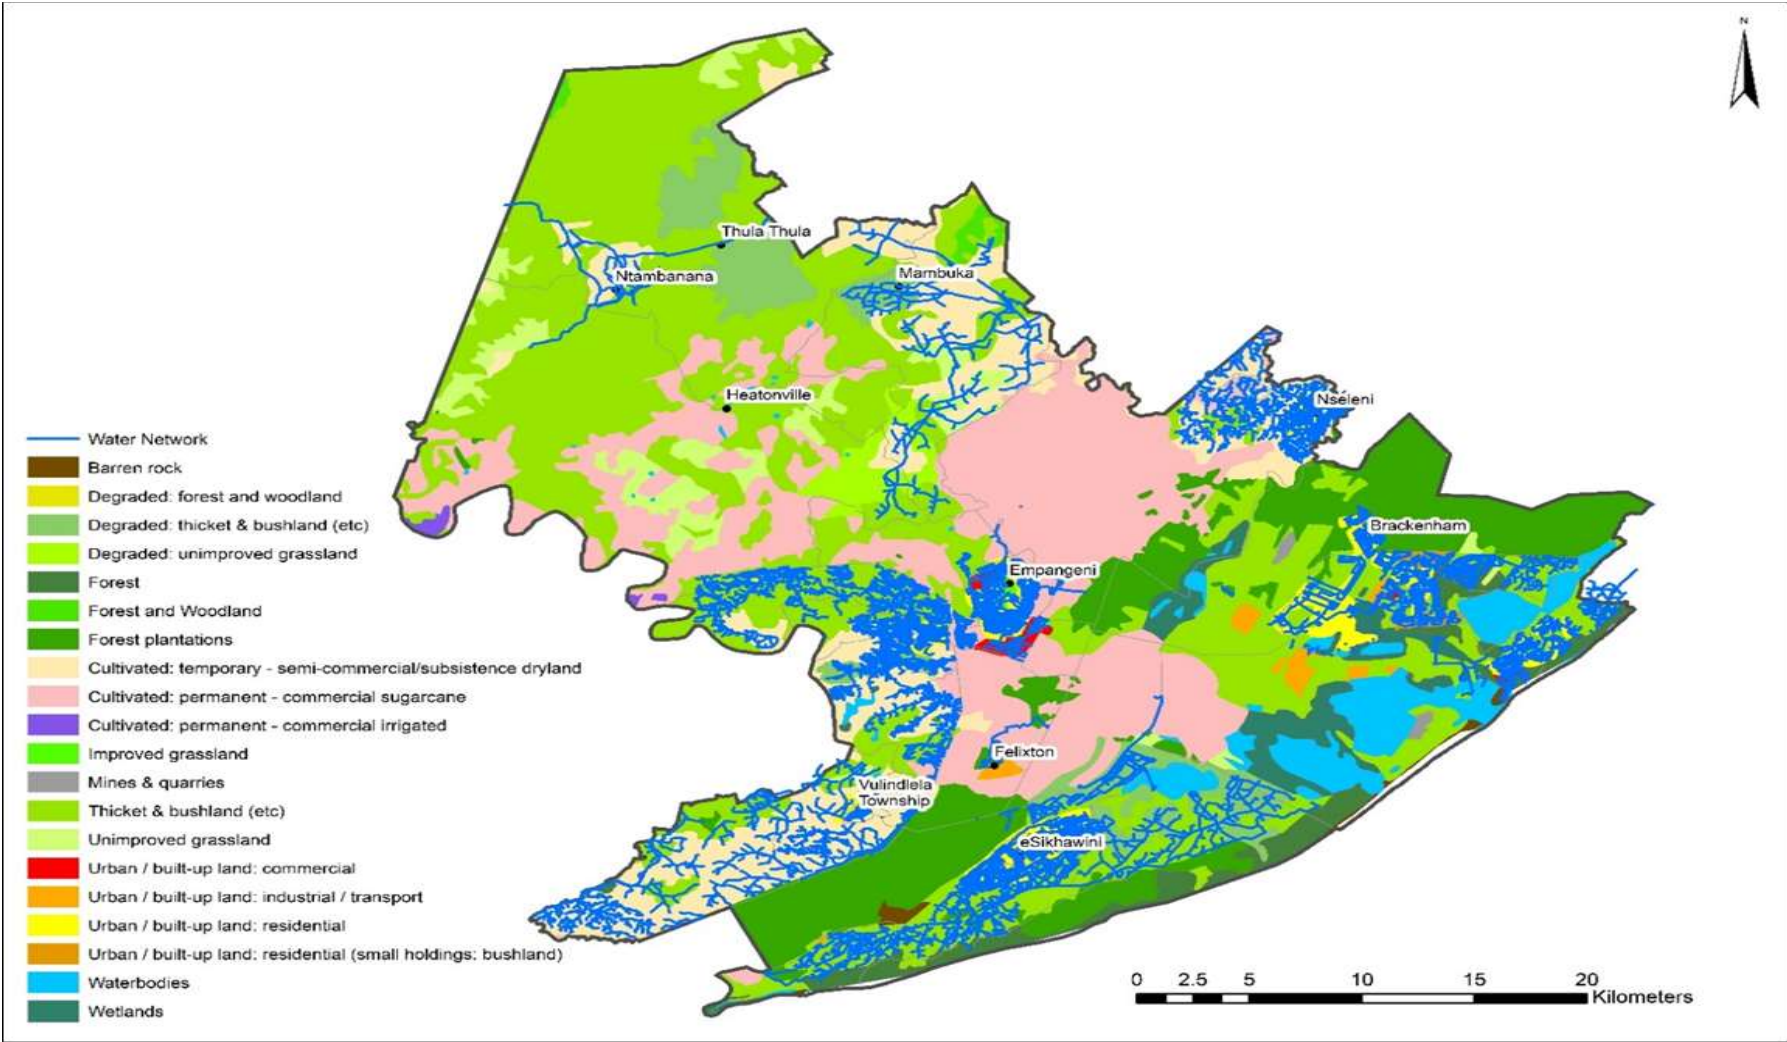 N
Thula Thula
Ntambanana
Mambuka
Heatonville
Nseleni
Brackenham
Empangeni
Felixton
Vulindlela
Township
eSikhawini
Water Network
Barren rock
Degraded: forest and woodland
Degraded: thicket & bushland (etc)
Degraded: unimproved grassland
Forest
Forest and Woodland
Forest plantations
Cultivated: temporary - semi-commercial/subsistence dryland
Cultivated: permanent - commercial sugarcane
Cultivated: permanent - commercial irrigated
Improved grassland
Mines & quarries
Thicket & bushland (etc)
Unimproved grassland
Urban / built-up land: commercial
Urban / built-up land: industrial / transport
Urban / built-up land: residential
Urban / built-up land: residential (small holdings: bushland)
Waterbodies
Wetlands
0 2.5 5 10 15 20
Kilometers